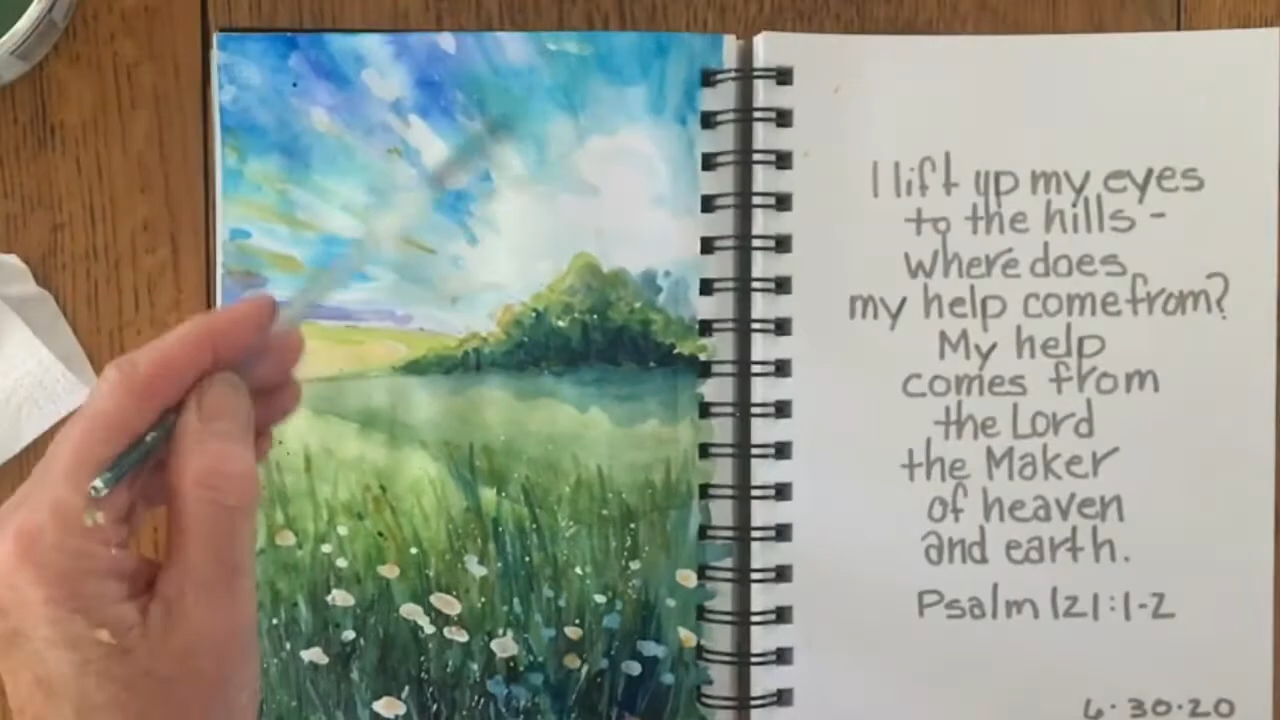 I lift up my eyes
to the hills -
where does
my help come from?
My help
comes from
the Lord
the Maker
of heaven
and earth.
Psalm 121:1-2
6·30·20